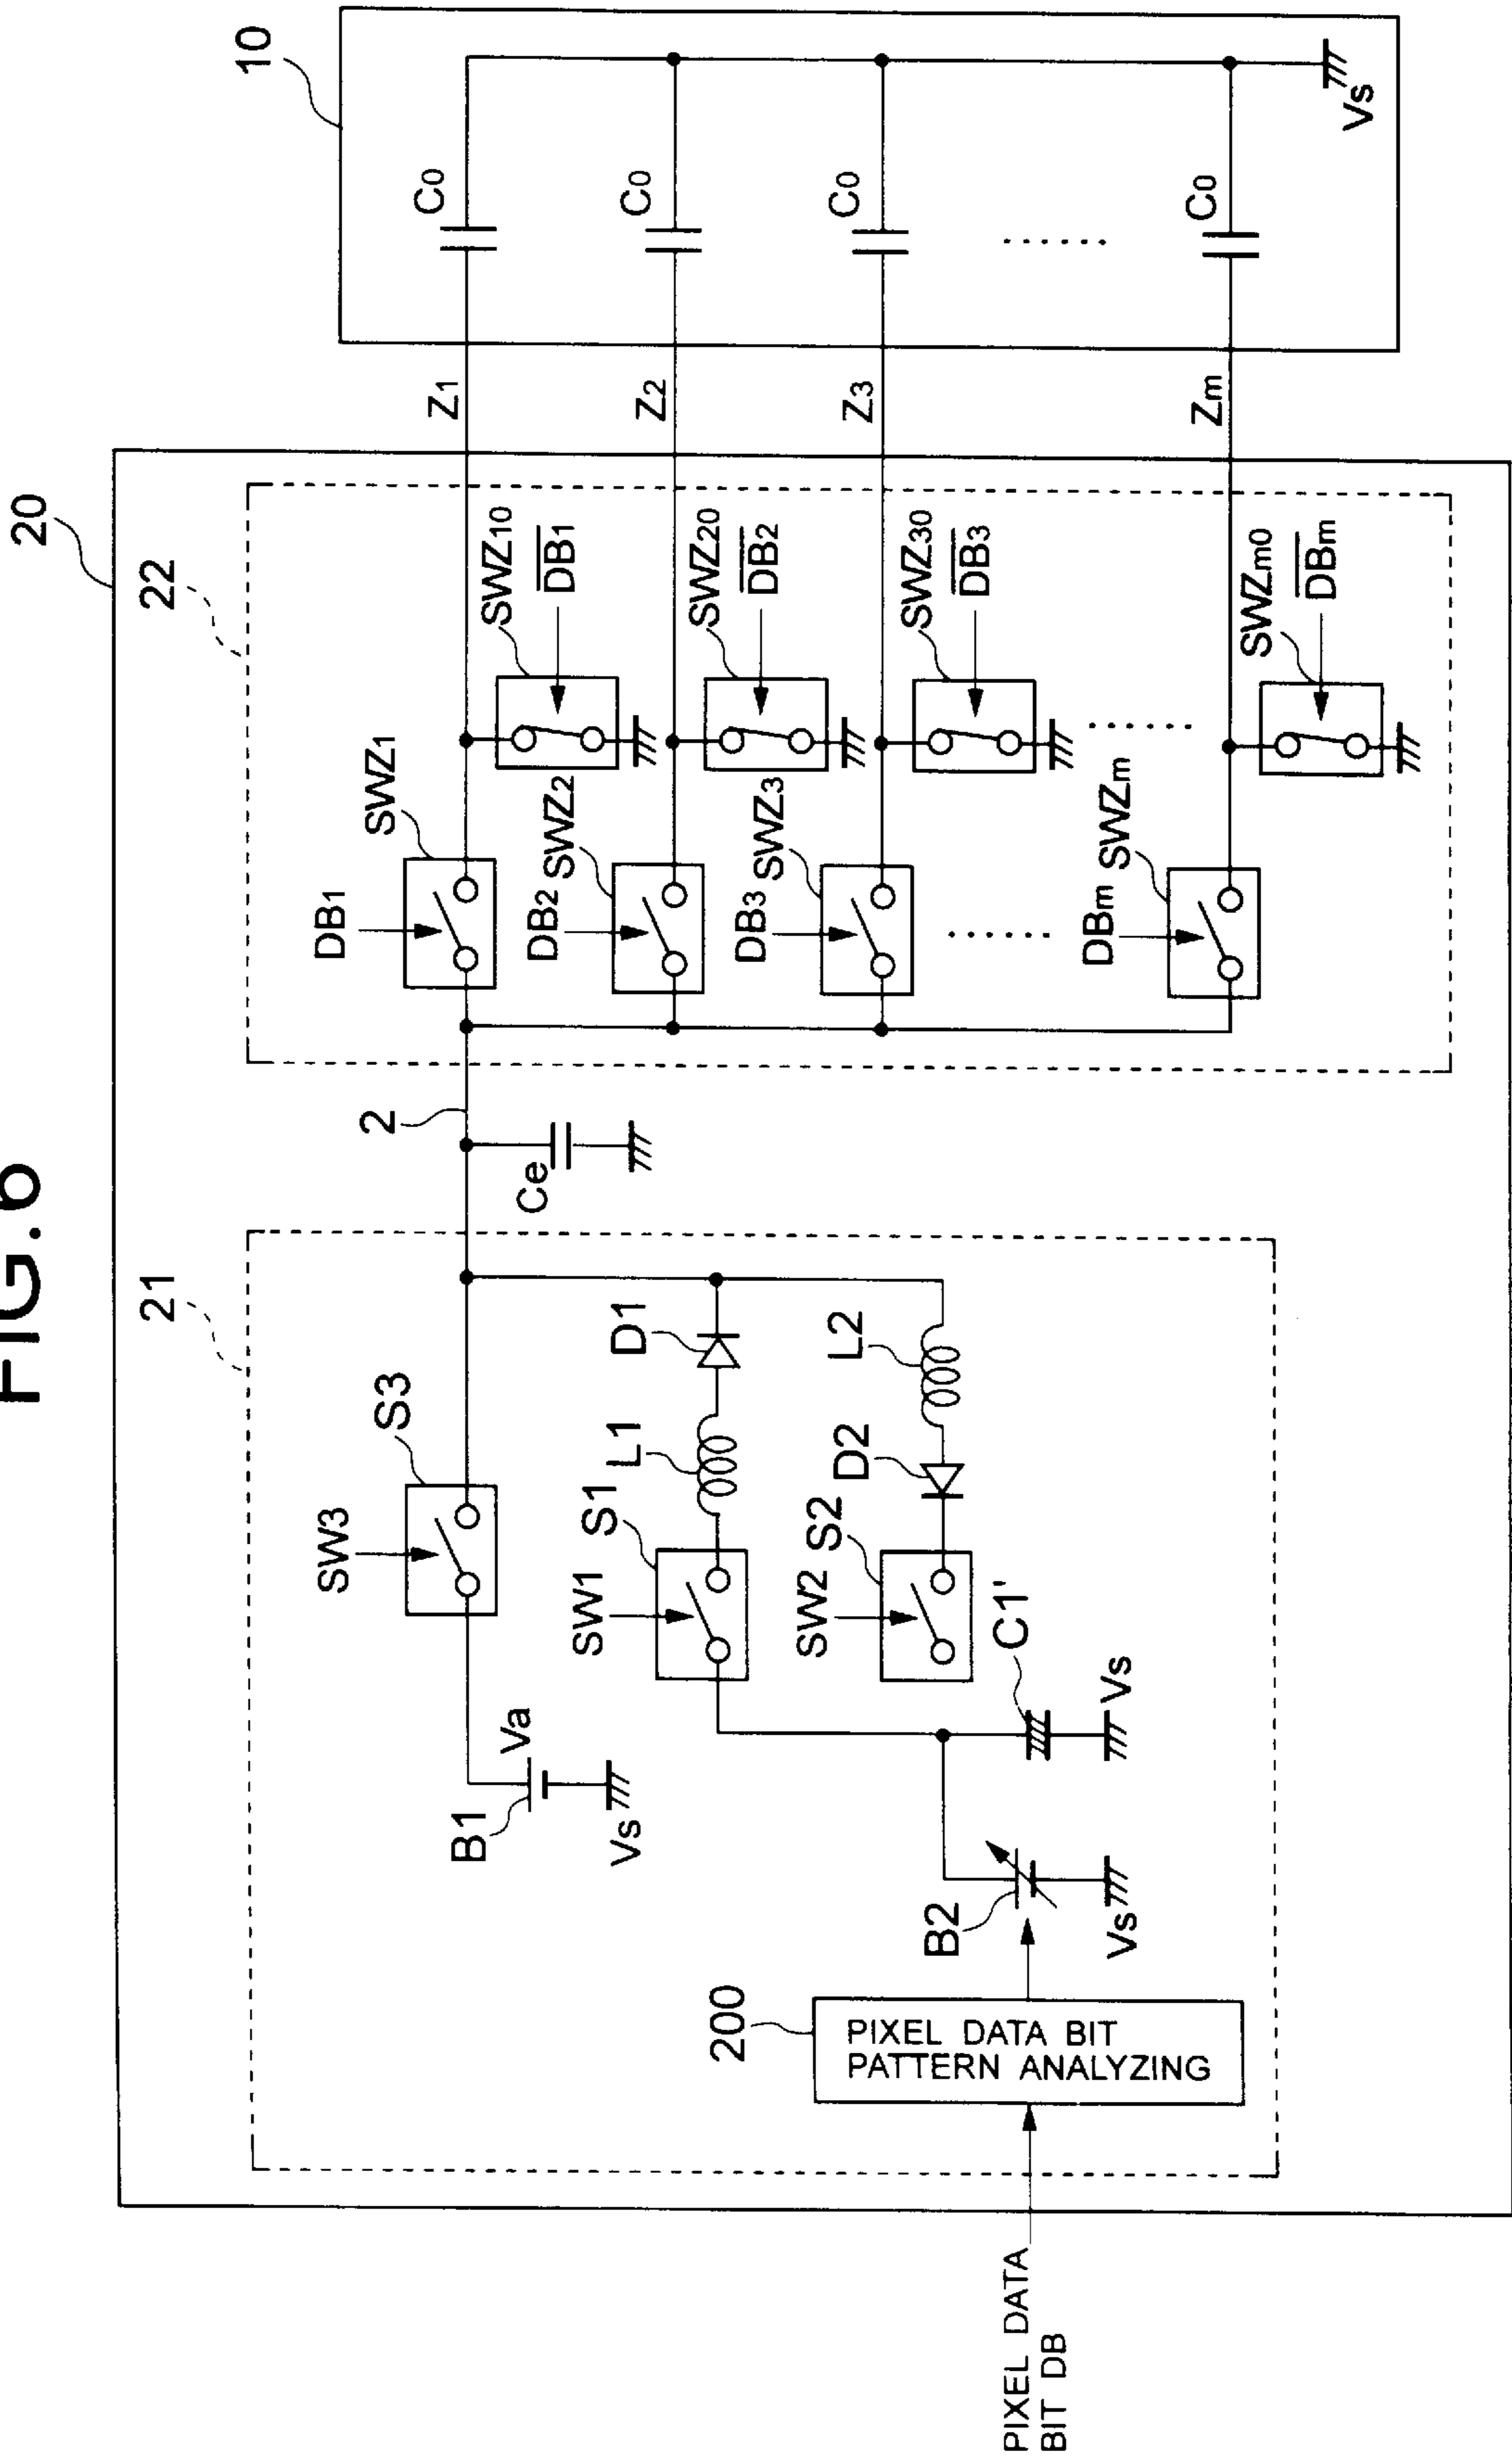 FIG.6
20
10
21
22
SW3
S3
B1
Va
Vs
SW1
S1
L1
D1
SW2
S2
D2
L2
C1'
Vs
B2
Vs
200
PIXEL DATA BIT
PATTERN ANALYZING
PIXEL DATA
BIT DB
2
Ce
DB1
SWZ1
SWZ10
DB1
Z1
C0
DB2
SWZ2
SWZ20
DB2
Z2
C0
DB3
SWZ3
SWZ30
DB3
Z3
C0
DBm
SWZm
SWZm0
DBm
Zm
C0
Vs